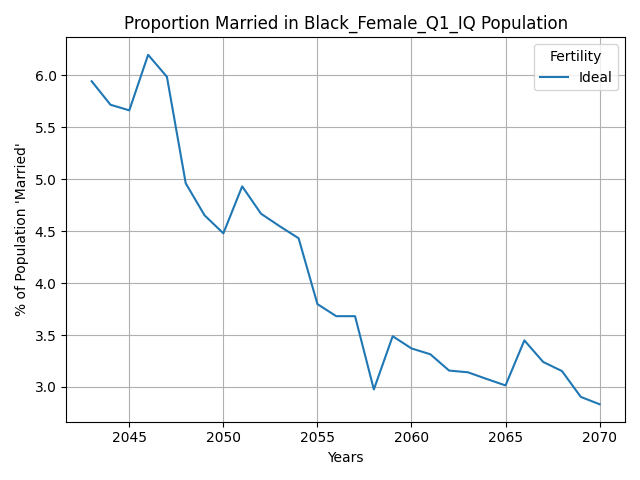 Proportion Married in Black_Female_Q1_IQ Population
Fertility
Ideal
% of Population 'Married'
6.0
5.5
5.0
4.5
4.0
3.5
3.0
2045 2050 2055 2060 2065 2070
Years